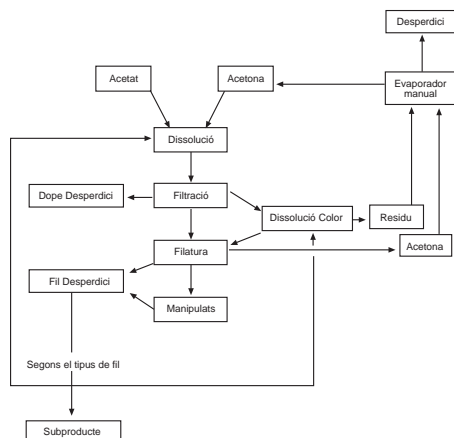 Desperdici
Acetat
Acetona
Evaporador
manual
Dissolució
Dope Desperdici
Filtració
Dissolució Color
Residu
Filatura
Acetona
Fil Desperdici
Manipulats
Segons el tipus de fil
Subproducte